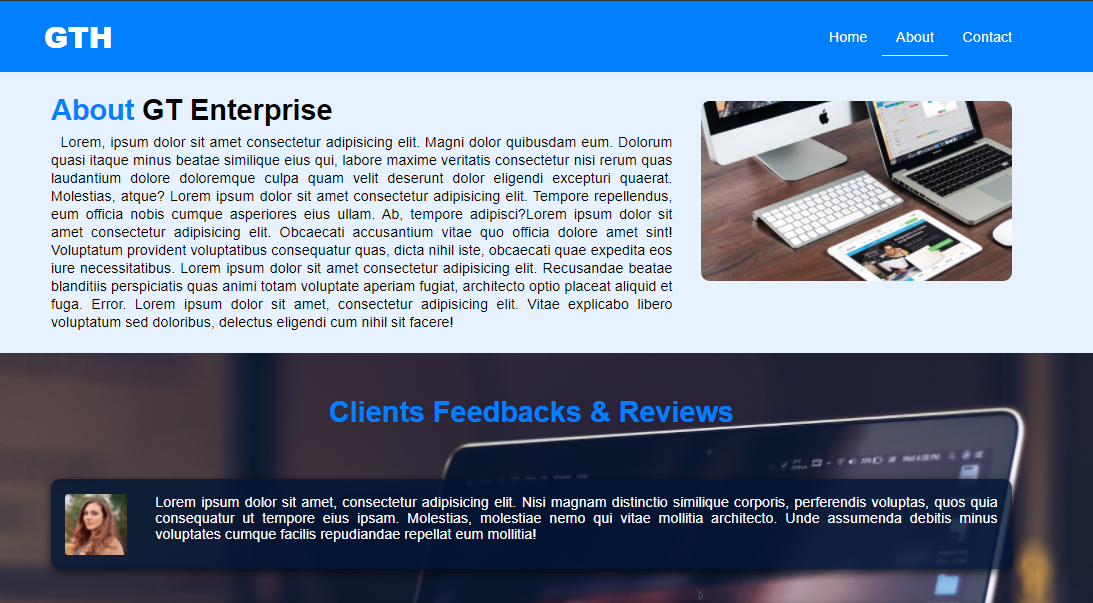 GTH
Home About Contact
About GT Enterprise
Lorem, ipsum dolor sit amet consectetur adipisicing elit. Magni dolor quibusdam eum. Dolorum
quasi itaque minus beatae similique eius qui, labore maxime veritatis consectetur nisi rerum quas
laudantium dolore doloremque culpa quam velit deserunt dolor eligendi excepturi quaerat.
Molestias, atque? Lorem ipsum dolor sit amet consectetur adipisicing elit. Tempore repellendus,
eum officia nobis cumque asperiores eius ullam. Ab, tempore adipisci?Lorem ipsum dolor sit
amet consectetur adipisicing elit. Obcaecati accusantium vitae quo officia dolore amet sint!
Voluptatum provident voluptatibus consequatur quas, dicta nihil iste, obcaecati quae expedita eos
iure necessitatibus. Lorem ipsum dolor sit amet consectetur adipisicing elit. Recusandae beatae
blanditiis perspiciatis quas animi totam voluptate aperiam fugiat, architecto optio placeat aliquid et
fuga. Error. Lorem ipsum dolor sit amet, consectetur adipisicing elit. Vitae explicabo libero
voluptatum sed doloribus, delectus eligendi cum nihil sit facere!
Clients Feedbacks & Reviews
Wed 4:38 PM
Lorem ipsum dolor sit amet, consectetur adipisicing elit. Nisi magnam distinctio similique corporis, perferendis voluptas, quos quia
consequatur ut tempore eius ipsam. Molestias, molestiae nemo qui vitae mollitia architecto. Unde assumenda debitis minus
voluptates cumque facilis repudiandae repellat eum mollitia!